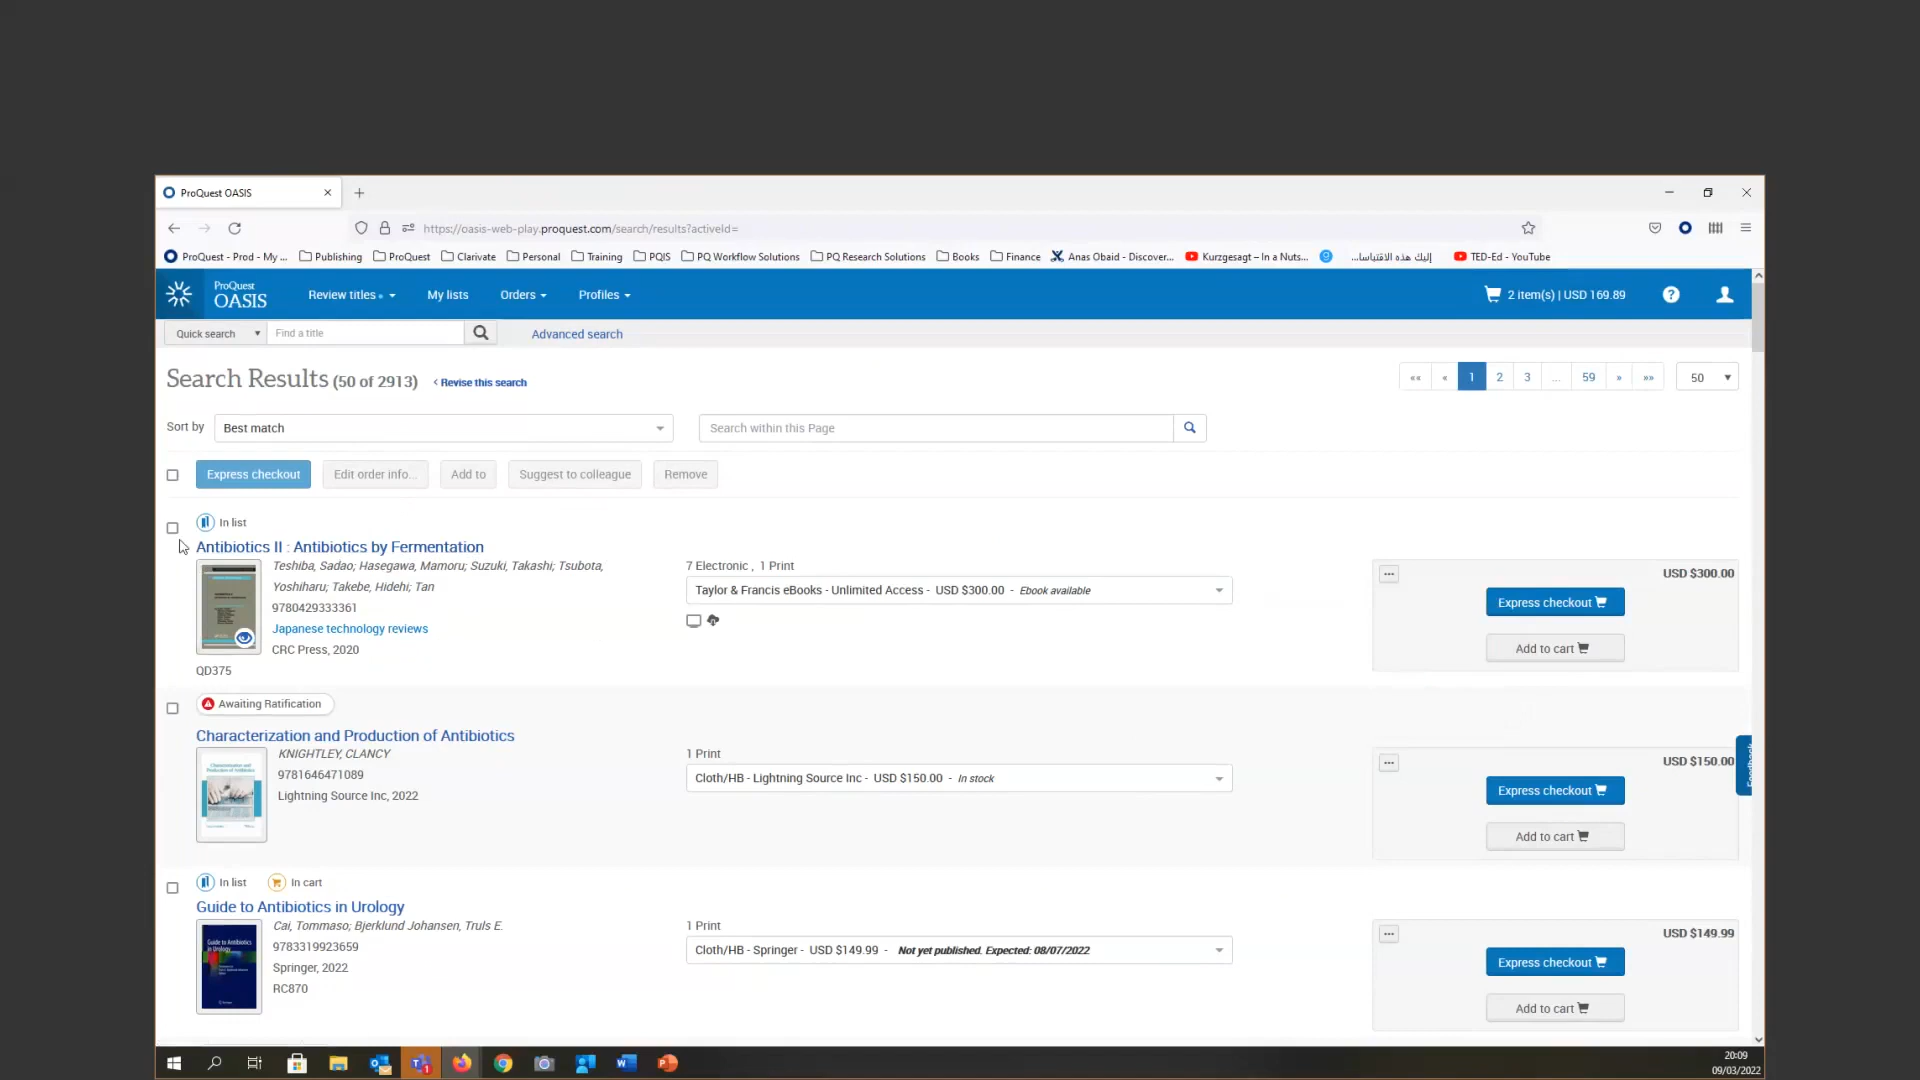 ProQuest OASIS
https://oasis-web-play.proquest.com/search/results?activeId=
ProQuest - Prod - My ... Publishing ProQuest Clarivate Personal Training PQIS PQ Workflow Solutions PQ Research Solutions Books Finance Anas Obaid - Discover... Kurzgesagt – In a Nuts... إليك هذه الاقتباسا... TED-Ed - YouTube
ProQuest
OASIS
Review titles My lists Orders Profiles 2 item(s) | USD 169.89
Quick search Find a title Advanced search
Search Results (50 of 2913) ‹ Revise this search «« « 1 2 3 ... 59 » »» 50
Sort by Best match Search within this Page
Express checkout Edit order info... Add to Suggest to colleague Remove
In list
Antibiotics II : Antibiotics by Fermentation
Teshiba, Sadao; Hasegawa, Mamoru; Suzuki, Takashi; Tsubota,
Yoshiharu; Takebe, Hidehi; Tan
9780429333361
Japanese technology reviews
CRC Press, 2020
QD375
7 Electronic , 1 Print
Taylor & Francis eBooks - Unlimited Access - USD $300.00 - Ebook available
... USD $300.00
Express checkout
Add to cart
Awaiting Ratification
Characterization and Production of Antibiotics
KNIGHTLEY, CLANCY
9781646471089
Lightning Source Inc, 2022
1 Print
Cloth/HB - Lightning Source Inc - USD $150.00 - In stock
... USD $150.00
Express checkout
Add to cart
Feedback
In list In cart
Guide to Antibiotics in Urology
Cai, Tommaso; Bjerklund Johansen, Truls E.
9783319923659
Springer, 2022
RC870
Guide to Antibiotics
in Urology
1 Print
Cloth/HB - Springer - USD $149.99 - Not yet published. Expected: 08/07/2022
... USD $149.99
Express checkout
Add to cart
20:09
09/03/2022